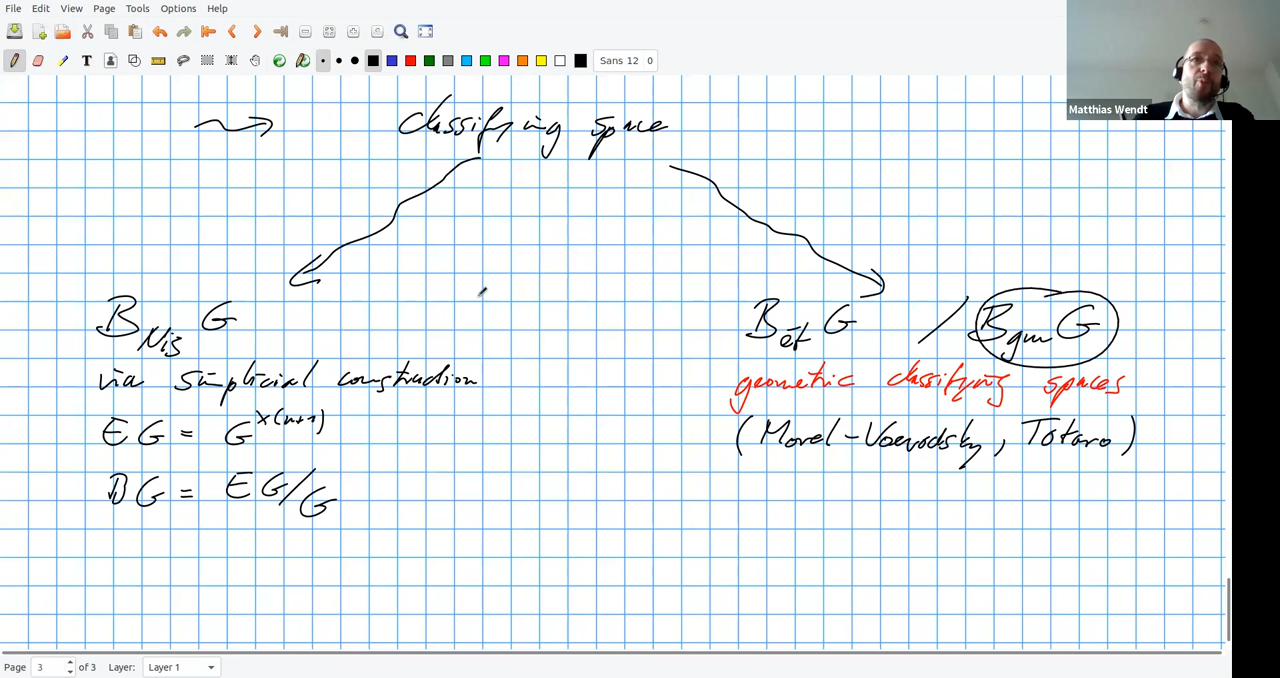 File Edit View Page Tools Options Help
Sans 12 0
Matthias Wendt
classifying space
B_Nis G
via simplicial construction
EG = G^×(n+1)
BG = EG/G
B_ét G / B_gm G
geometric classifying spaces
(Morel-Voevodsky, Totaro)
Page 3 of 3 Layer: Layer 1